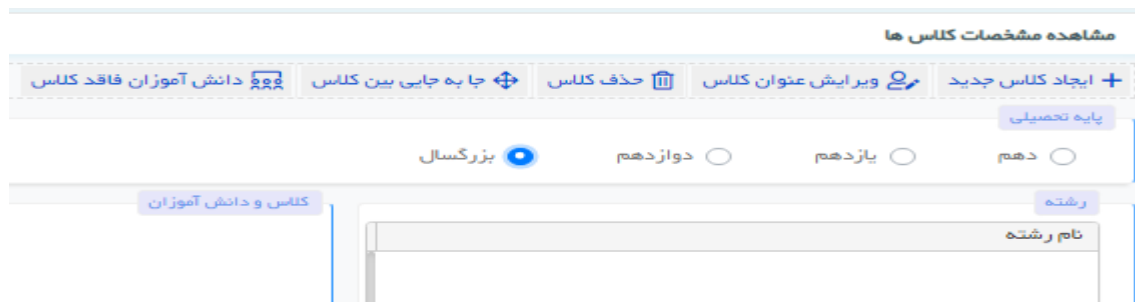 مشاهده مشخصات کلاس ها
ایجاد کلاس جدید ویرایش عنوان کلاس حذف کلاس جا به جایی بین کلاس دانش آموزان فاقد کلاس
پایه تحصیلی
دهم یازدهم دوازدهم بزرگسال
رشته کلاس و دانش آموزان
نام رشته